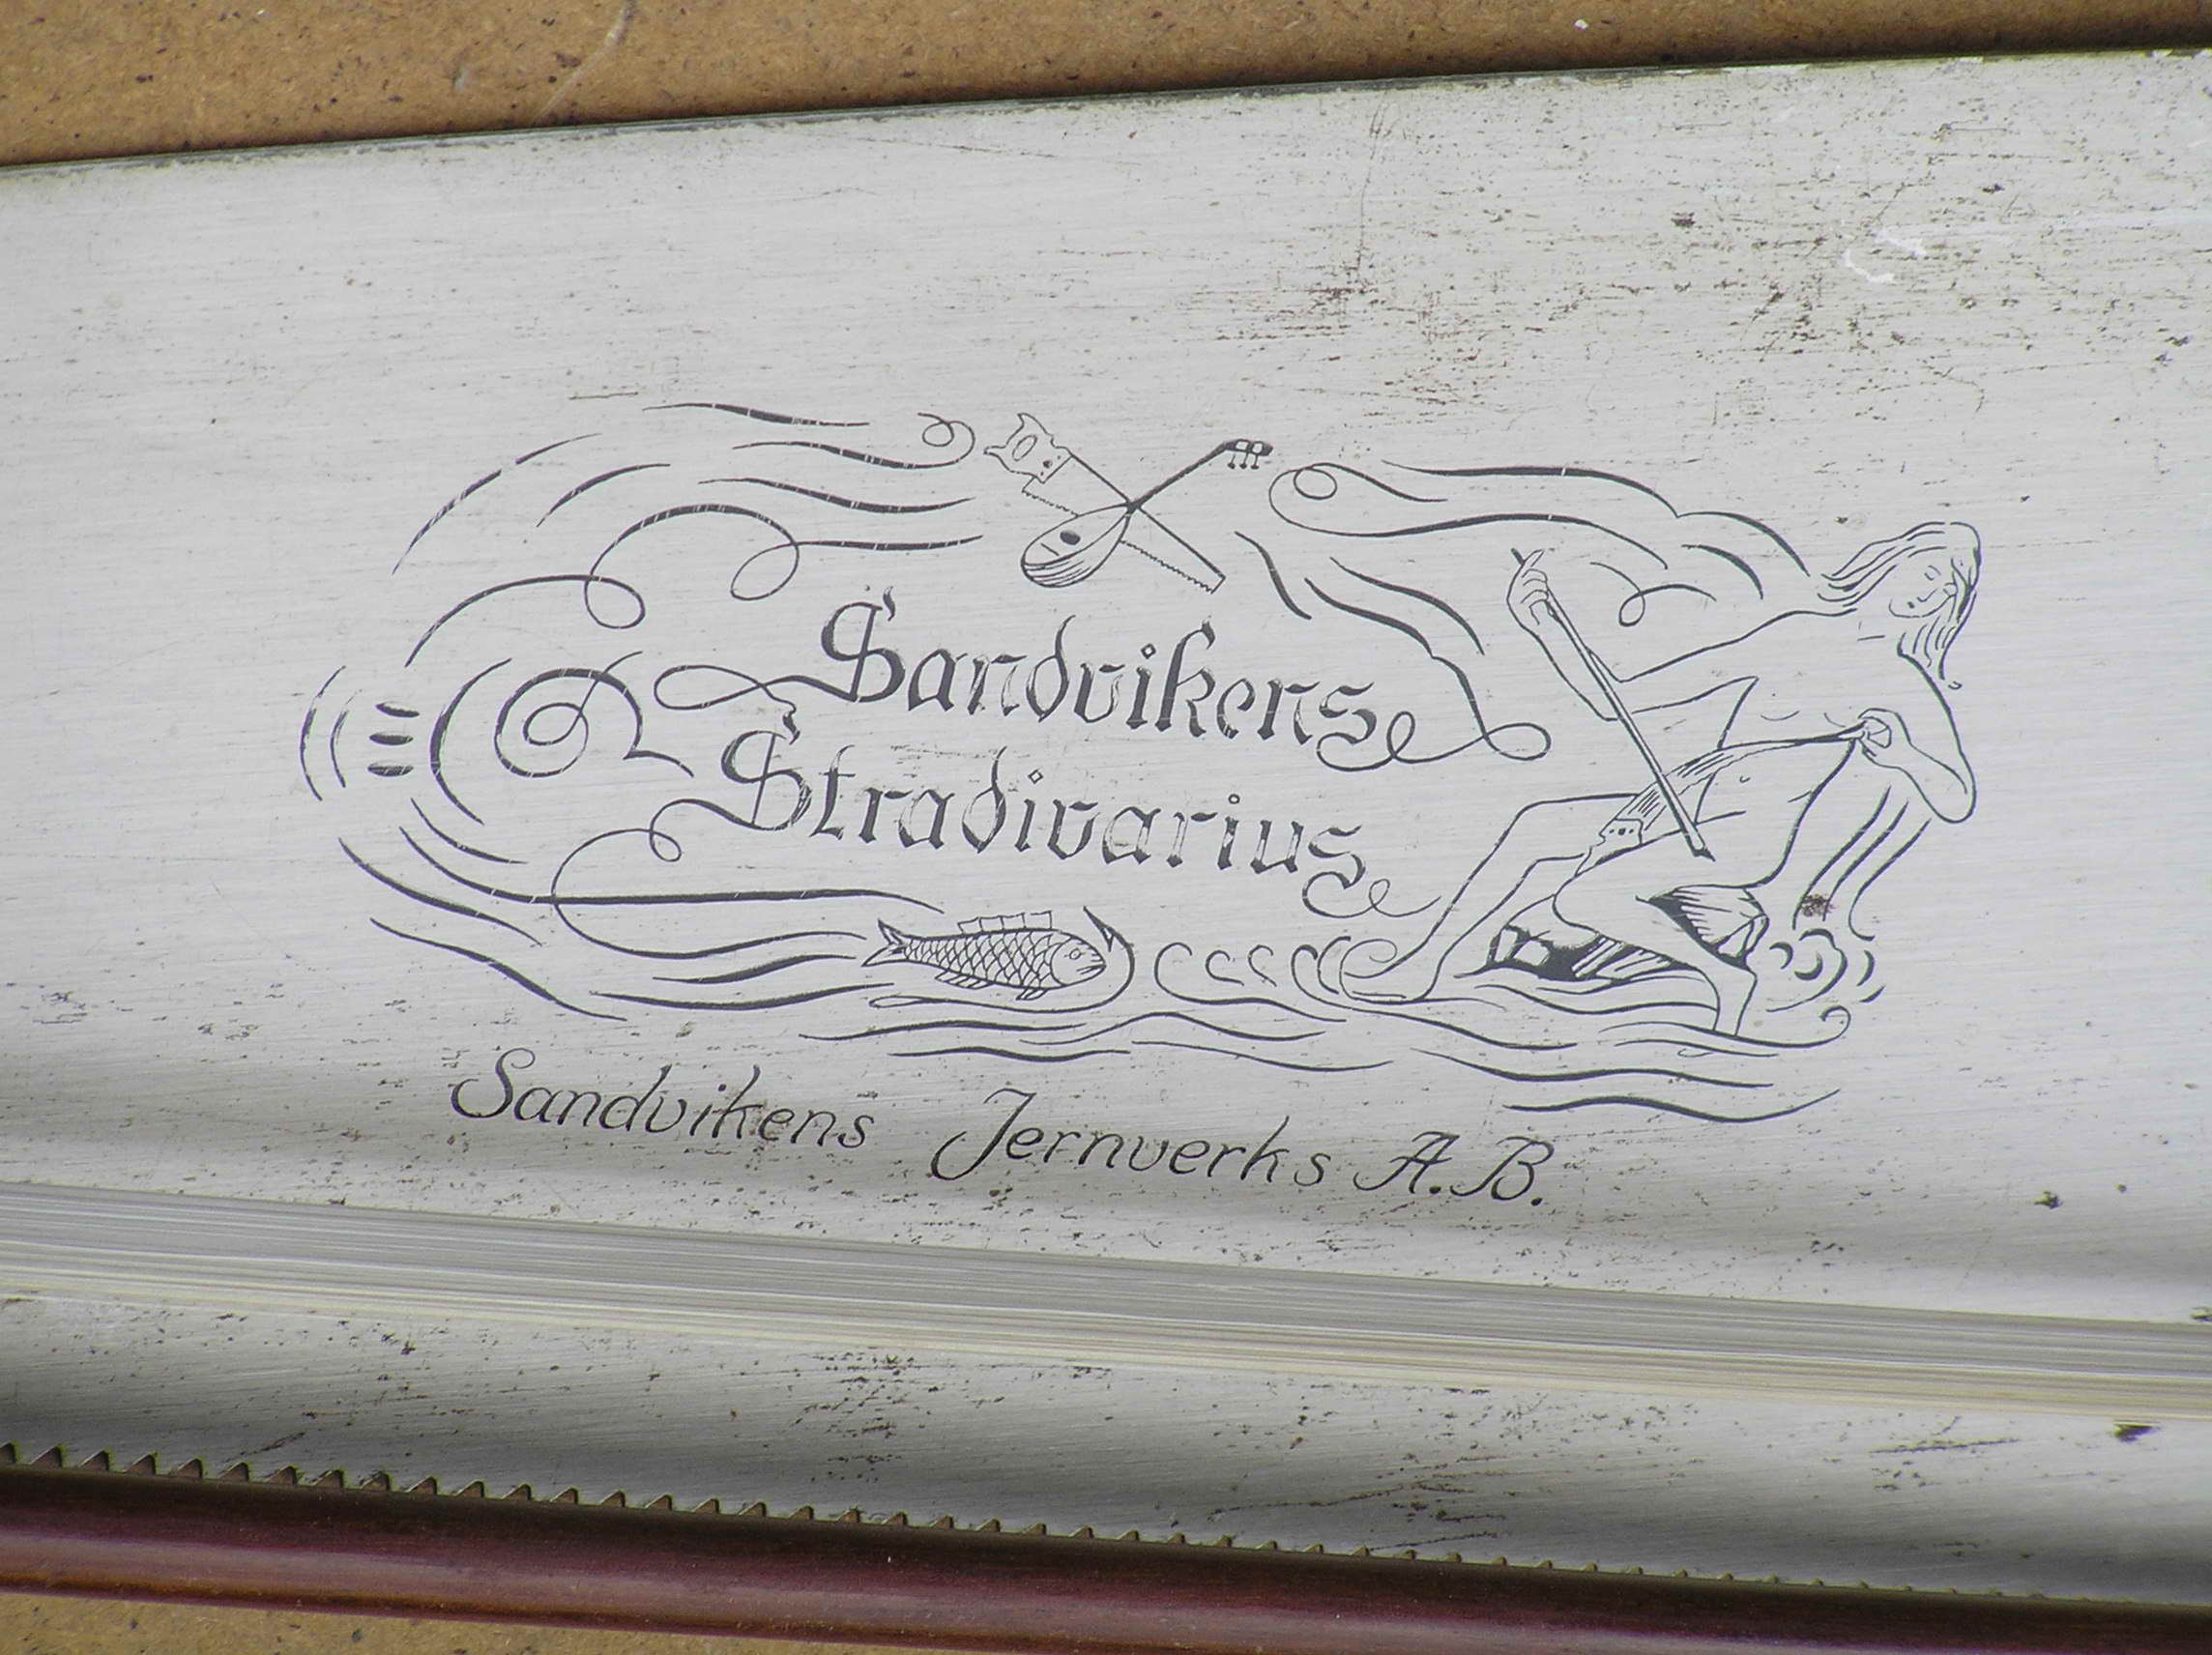 Sandvikens
Stradivarius
Sandvikens Jernverks A.B.